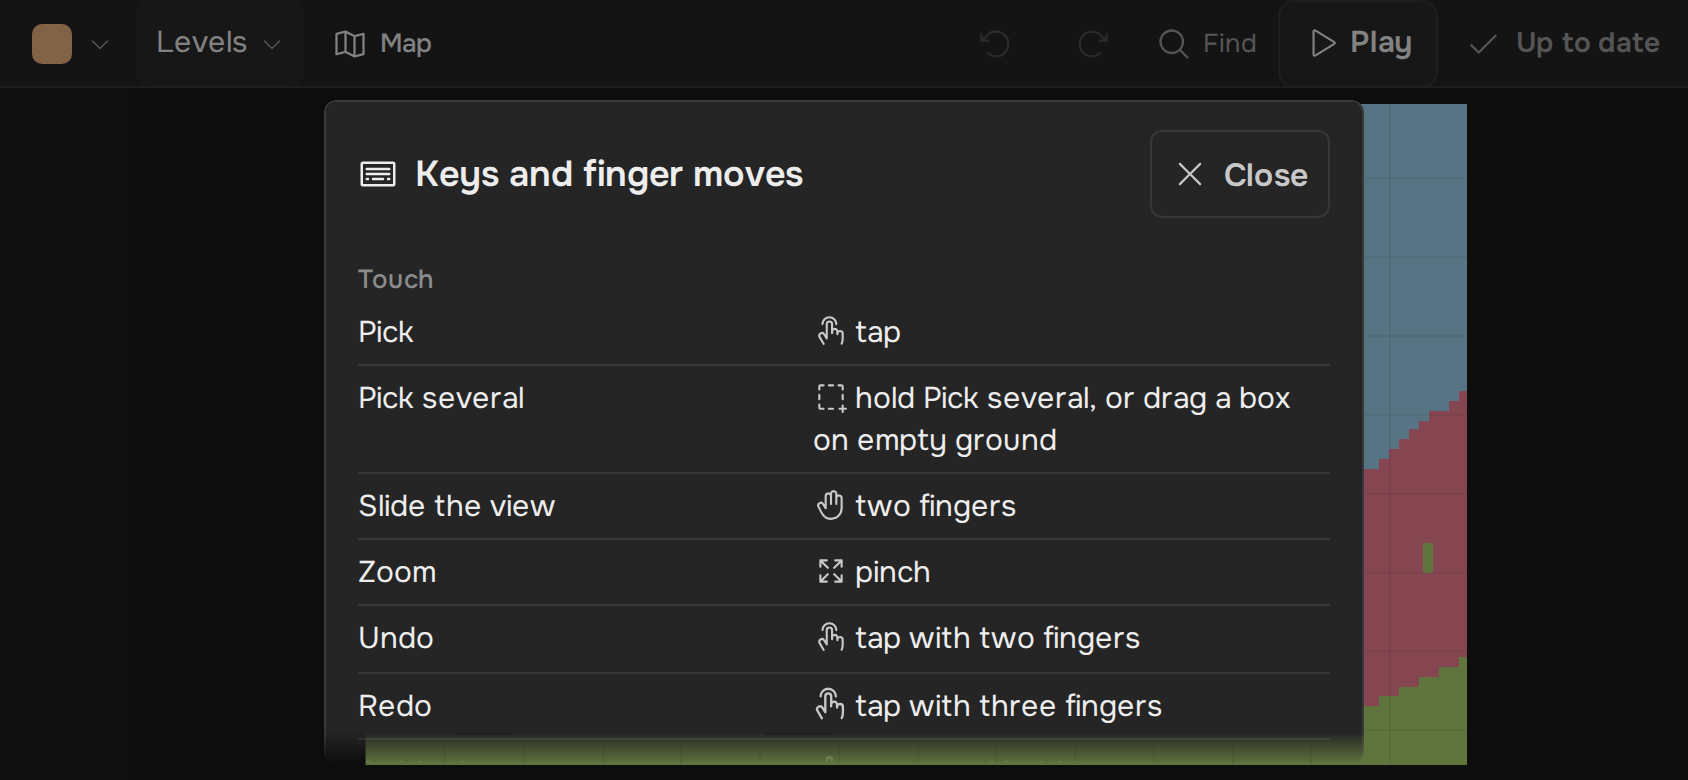 Levels
Map
Find
Play
Up to date
Keys and finger moves
Close
Touch
Pick
tap
Pick several
hold Pick several, or drag a box
on empty ground
Slide the view
two fingers
Zoom
pinch
Undo
tap with two fingers
Redo
tap with three fingers